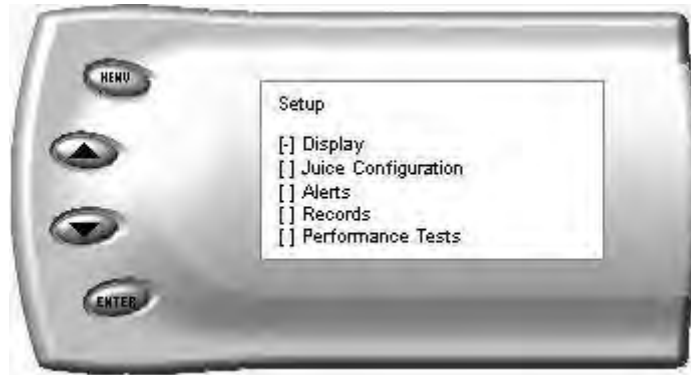 MENU
Setup
[-] Display
[ ] Juice Configuration
[ ] Alerts
[ ] Records
[ ] Performance Tests
ENTER